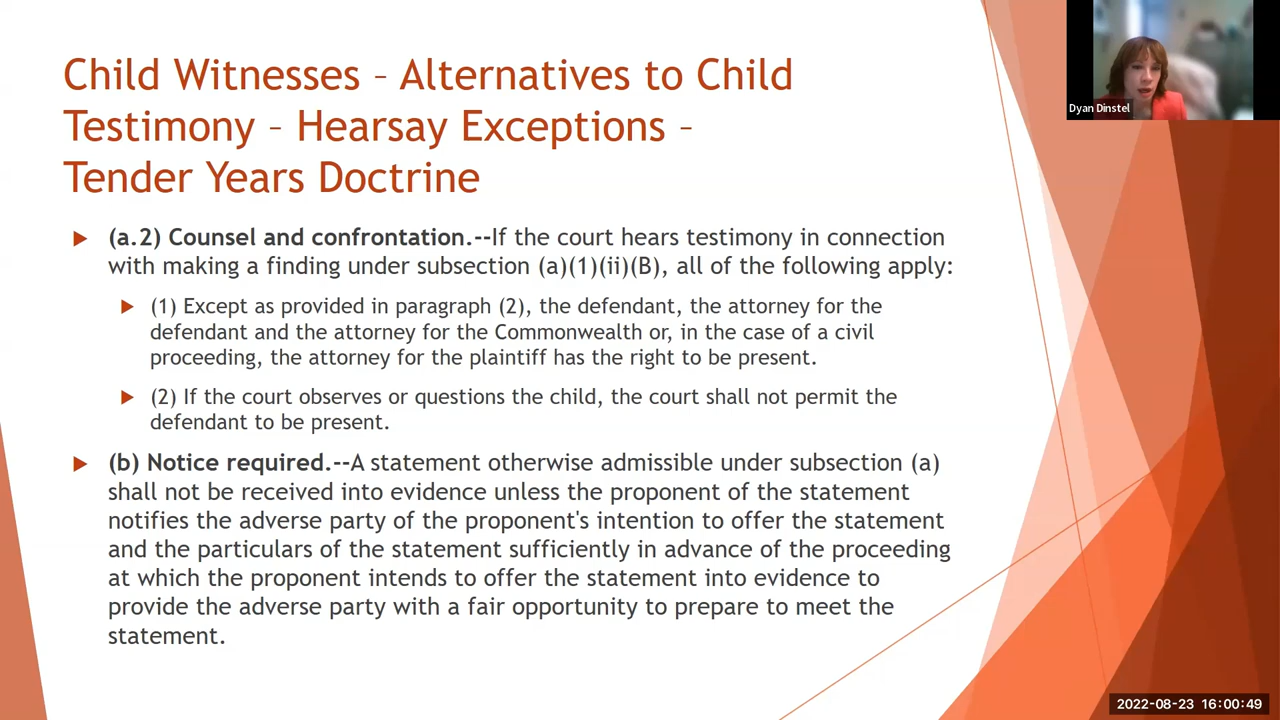 Child Witnesses – Alternatives to Child
Testimony – Hearsay Exceptions –
Tender Years Doctrine
Dyan Dinstel
(a.2) Counsel and confrontation.--If the court hears testimony in connection
with making a finding under subsection (a)(1)(ii)(B), all of the following apply:
(1) Except as provided in paragraph (2), the defendant, the attorney for the
defendant and the attorney for the Commonwealth or, in the case of a civil
proceeding, the attorney for the plaintiff has the right to be present.
(2) If the court observes or questions the child, the court shall not permit the
defendant to be present.
(b) Notice required.--A statement otherwise admissible under subsection (a)
shall not be received into evidence unless the proponent of the statement
notifies the adverse party of the proponent's intention to offer the statement
and the particulars of the statement sufficiently in advance of the proceeding
at which the proponent intends to offer the statement into evidence to
provide the adverse party with a fair opportunity to prepare to meet the
statement.
2022-08-23 16:00:49